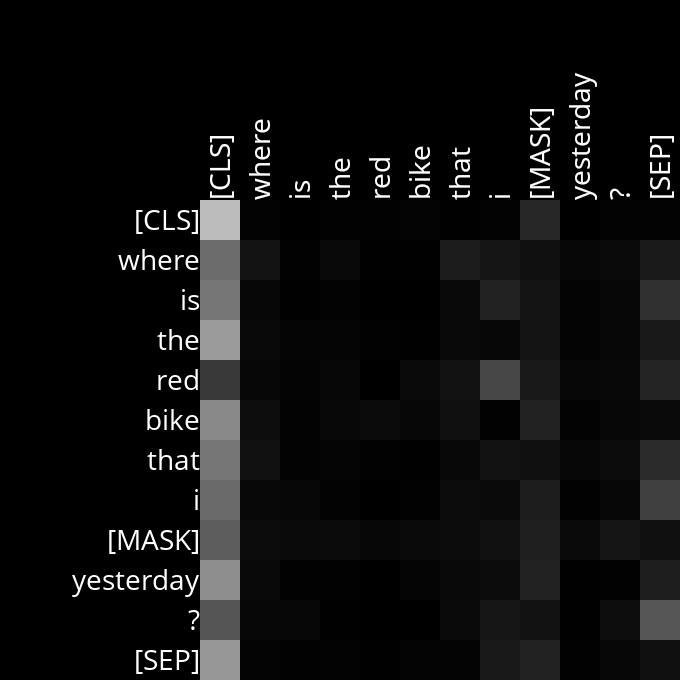 [CLS]
where
is
the
red
bike
that
i
[MASK]
yesterday
?
[SEP]
[CLS]
where
is
the
red
bike
that
i
[MASK]
yesterday
?
[SEP]